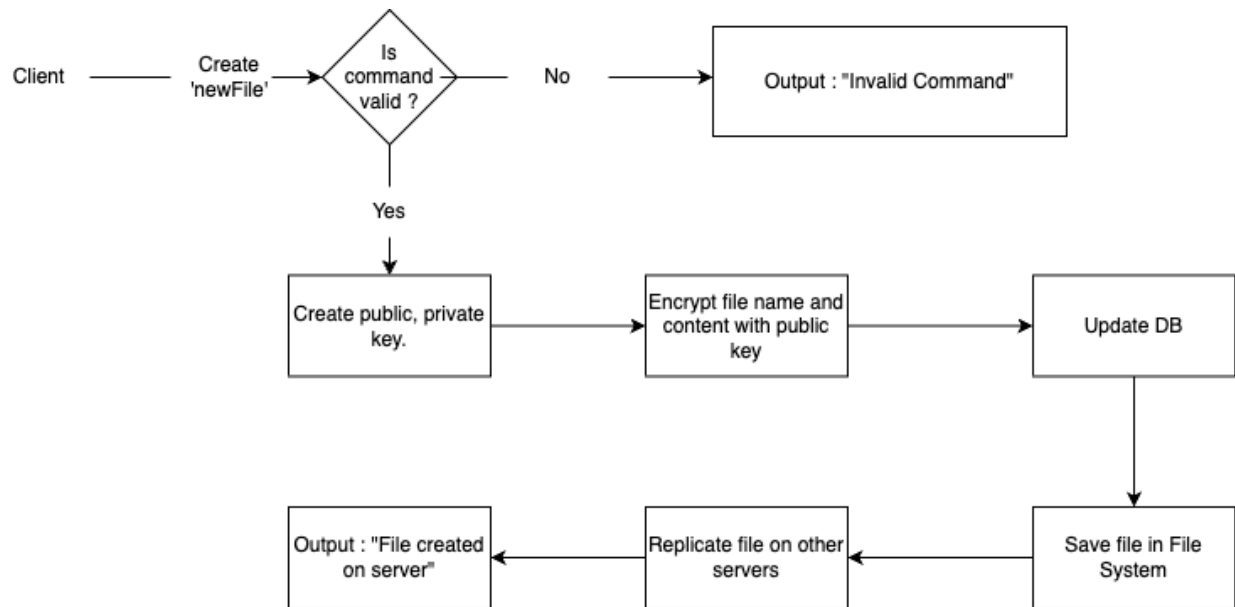 Client
Create
'newFile'
Is
command
valid ?
No
Output : "Invalid Command"
Yes
Create public, private
key.
Encrypt file name and
content with public
key
Update DB
Output : "File created
on server"
Replicate file on other
servers
Save file in File
System